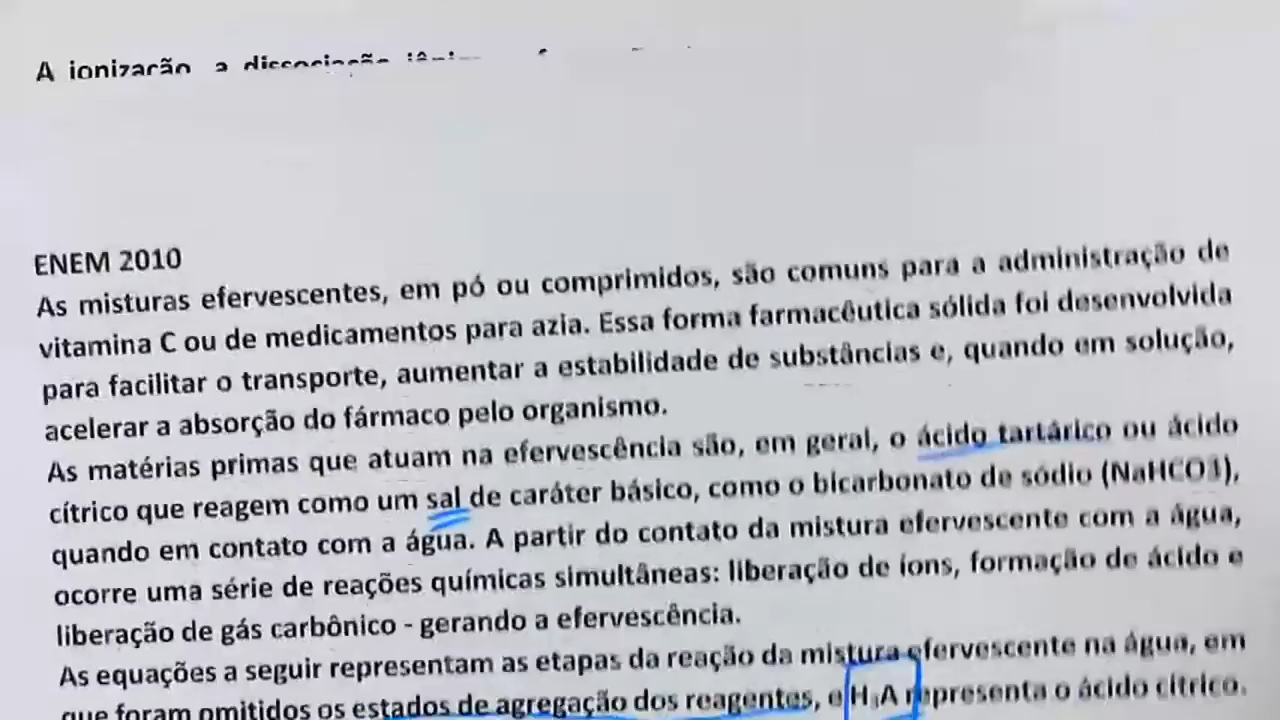 A ionização a dissociação
ENEM 2010
As misturas efervescentes, em pó ou comprimidos, são comuns para a administração de
vitamina C ou de medicamentos para azia. Essa forma farmacêutica sólida foi desenvolvida
para facilitar o transporte, aumentar a estabilidade de substâncias e, quando em solução,
acelerar a absorção do fármaco pelo organismo.
As matérias primas que atuam na efervescência são, em geral, o ácido tartárico ou ácido
cítrico que reagem como um sal de caráter básico, como o bicarbonato de sódio (NaHCO3),
quando em contato com a água. A partir do contato da mistura efervescente com a água,
ocorre uma série de reações químicas simultâneas: liberação de íons, formação de ácido e
liberação de gás carbônico - gerando a efervescência.
As equações a seguir representam as etapas da reação da mistura efervescente na água, em
que foram omitidos os estados de agregação dos reagentes, e H₃A representa o ácido cítrico.